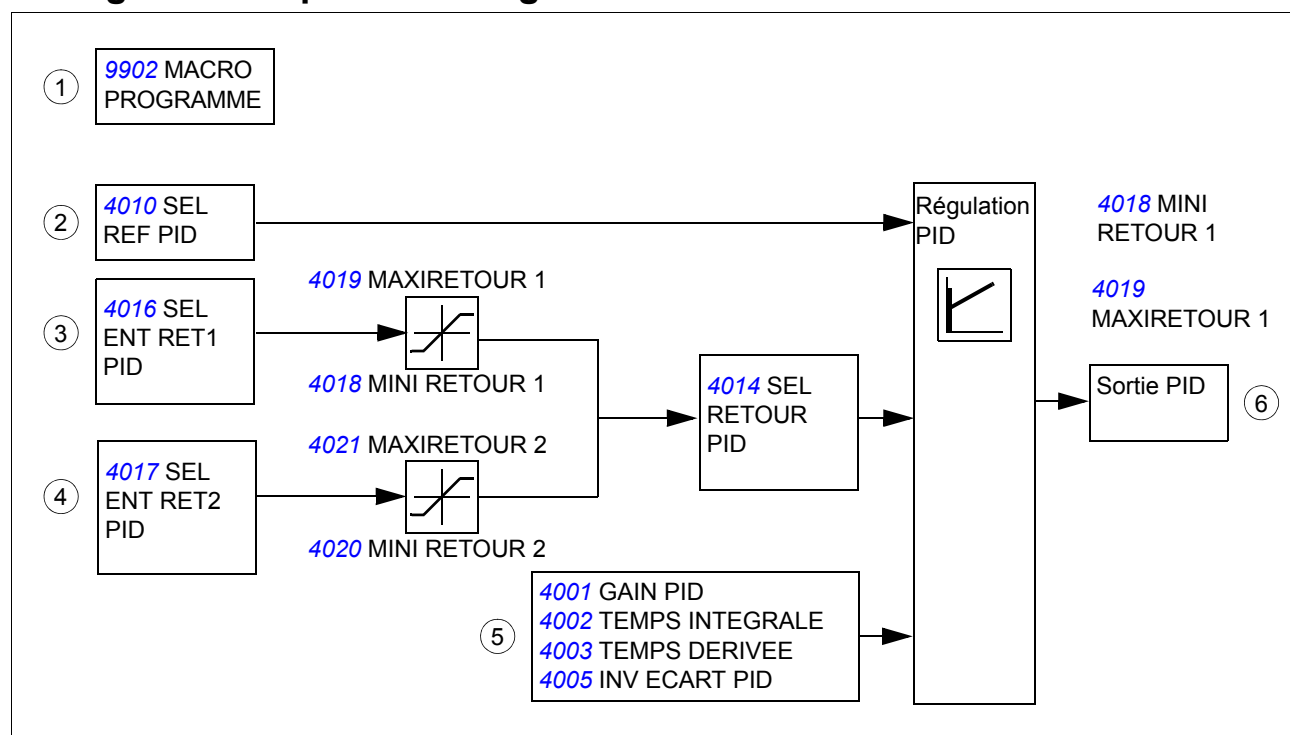 1
9902 MACRO
PROGRAMME
2
4010 SEL
REF PID
Régulation
PID
4018 MINI
RETOUR 1
4019
MAXIRETOUR 1
3
4016 SEL
ENT RET1
PID
4019 MAXIRETOUR 1
4018 MINI RETOUR 1
4014 SEL
RETOUR
PID
Sortie PID
6
4
4017 SEL
ENT RET2
PID
4021 MAXIRETOUR 2
4020 MINI RETOUR 2
5
4001 GAIN PID
4002 TEMPS INTEGRALE
4003 TEMPS DERIVEE
4005 INV ECART PID